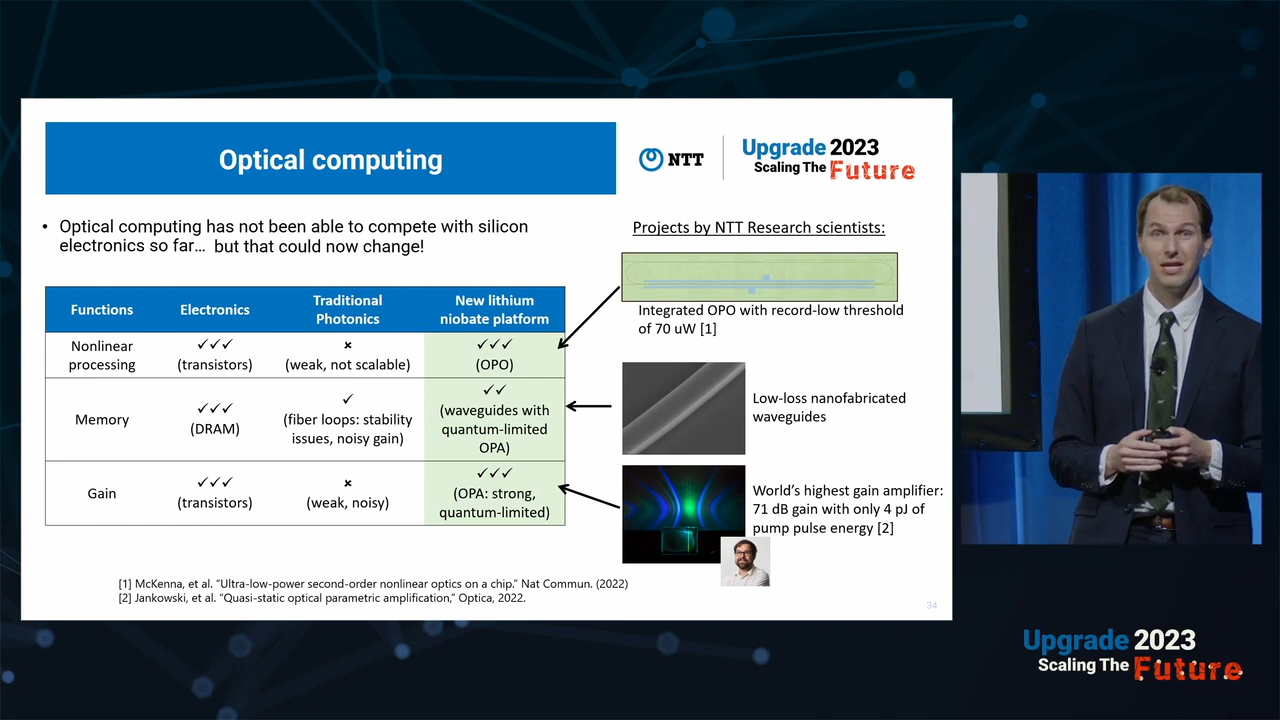 Optical computing
NTT
Upgrade 2023
Scaling The Future
• Optical computing has not been able to compete with silicon
electronics so far... but that could now change!
Projects by NTT Research scientists:
Functions
Electronics
Traditional
Photonics
New lithium
niobate platform
Nonlinear
processing
✓✓✓
(transistors)
×
(weak, not scalable)
✓✓✓
(OPO)
Memory
✓✓✓
(DRAM)
✓
(fiber loops: stability
issues, noisy gain)
✓✓
(waveguides with
quantum-limited
OPA)
Gain
✓✓✓
(transistors)
×
(weak, noisy)
✓✓✓
(OPA: strong,
quantum-limited)
Integrated OPO with record-low threshold
of 70 uW [1]
Low-loss nanofabricated
waveguides
World's highest gain amplifier:
71 dB gain with only 4 pJ of
pump pulse energy [2]
[1] McKenna, et al. "Ultra-low-power second-order nonlinear optics on a chip." Nat Commun. (2022)
[2] Jankowski, et al. "Quasi-static optical parametric amplification," Optica, 2022.
34
Upgrade 2023
Scaling The Future